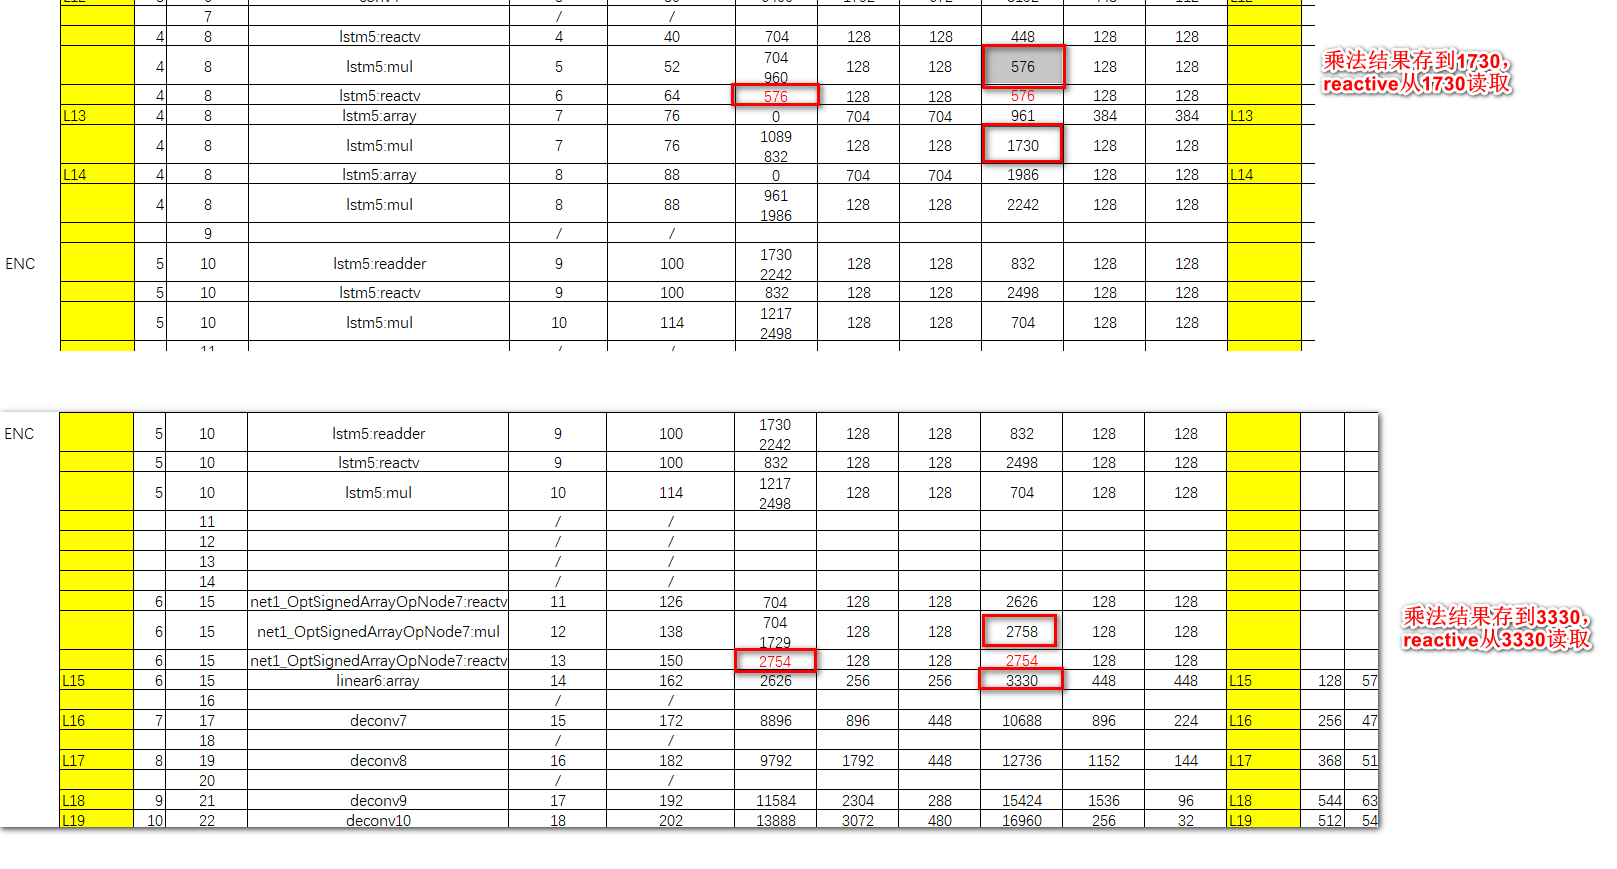 7 / /
4 8 lstm5:reactv 4 40 704 128 128 448 128 128
4 8 lstm5:mul 5 52 704 960 128 128 576 128 128
4 8 lstm5:reactv 6 64 576 128 128 576 128 128
L13 4 8 lstm5:array 7 76 0 704 704 961 384 384 L13
4 8 lstm5:mul 7 76 1089 832 128 128 1730 128 128
L14 4 8 lstm5:array 8 88 0 704 704 1986 128 128 L14
4 8 lstm5:mul 8 88 961 1986 128 128 2242 128 128
9 / /
ENC 5 10 lstm5:readder 9 100 1730 2242 128 128 832 128 128
5 10 lstm5:reactv 9 100 832 128 128 2498 128 128
5 10 lstm5:mul 10 114 1217 2498 128 128 704 128 128
乘法结果存到1730，
reactive从1730读取
ENC 5 10 lstm5:readder 9 100 1730 2242 128 128 832 128 128
5 10 lstm5:reactv 9 100 832 128 128 2498 128 128
5 10 lstm5:mul 10 114 1217 2498 128 128 704 128 128
11 / /
12 / /
13 / /
14 / /
6 15 net1_OptSignedArrayOpNode7:reactv 11 126 704 128 128 2626 128 128
6 15 net1_OptSignedArrayOpNode7:mul 12 138 704 1729 128 128 2758 128 128
6 15 net1_OptSignedArrayOpNode7:reactv 13 150 2754 128 128 2754 128 128
L15 6 15 linear6:array 14 162 2626 256 256 3330 448 448 L15 128 57
16 / /
L16 7 17 deconv7 15 172 8896 896 448 10688 896 224 L16 256 47
18 / /
L17 8 19 deconv8 16 182 9792 1792 448 12736 1152 144 L17 368 51
20 / /
L18 9 21 deconv9 17 192 11584 2304 288 15424 1536 96 L18 544 63
L19 10 22 deconv10 18 202 13888 3072 480 16960 256 32 L19 512 54
乘法结果存到3330，
reactive从3330读取